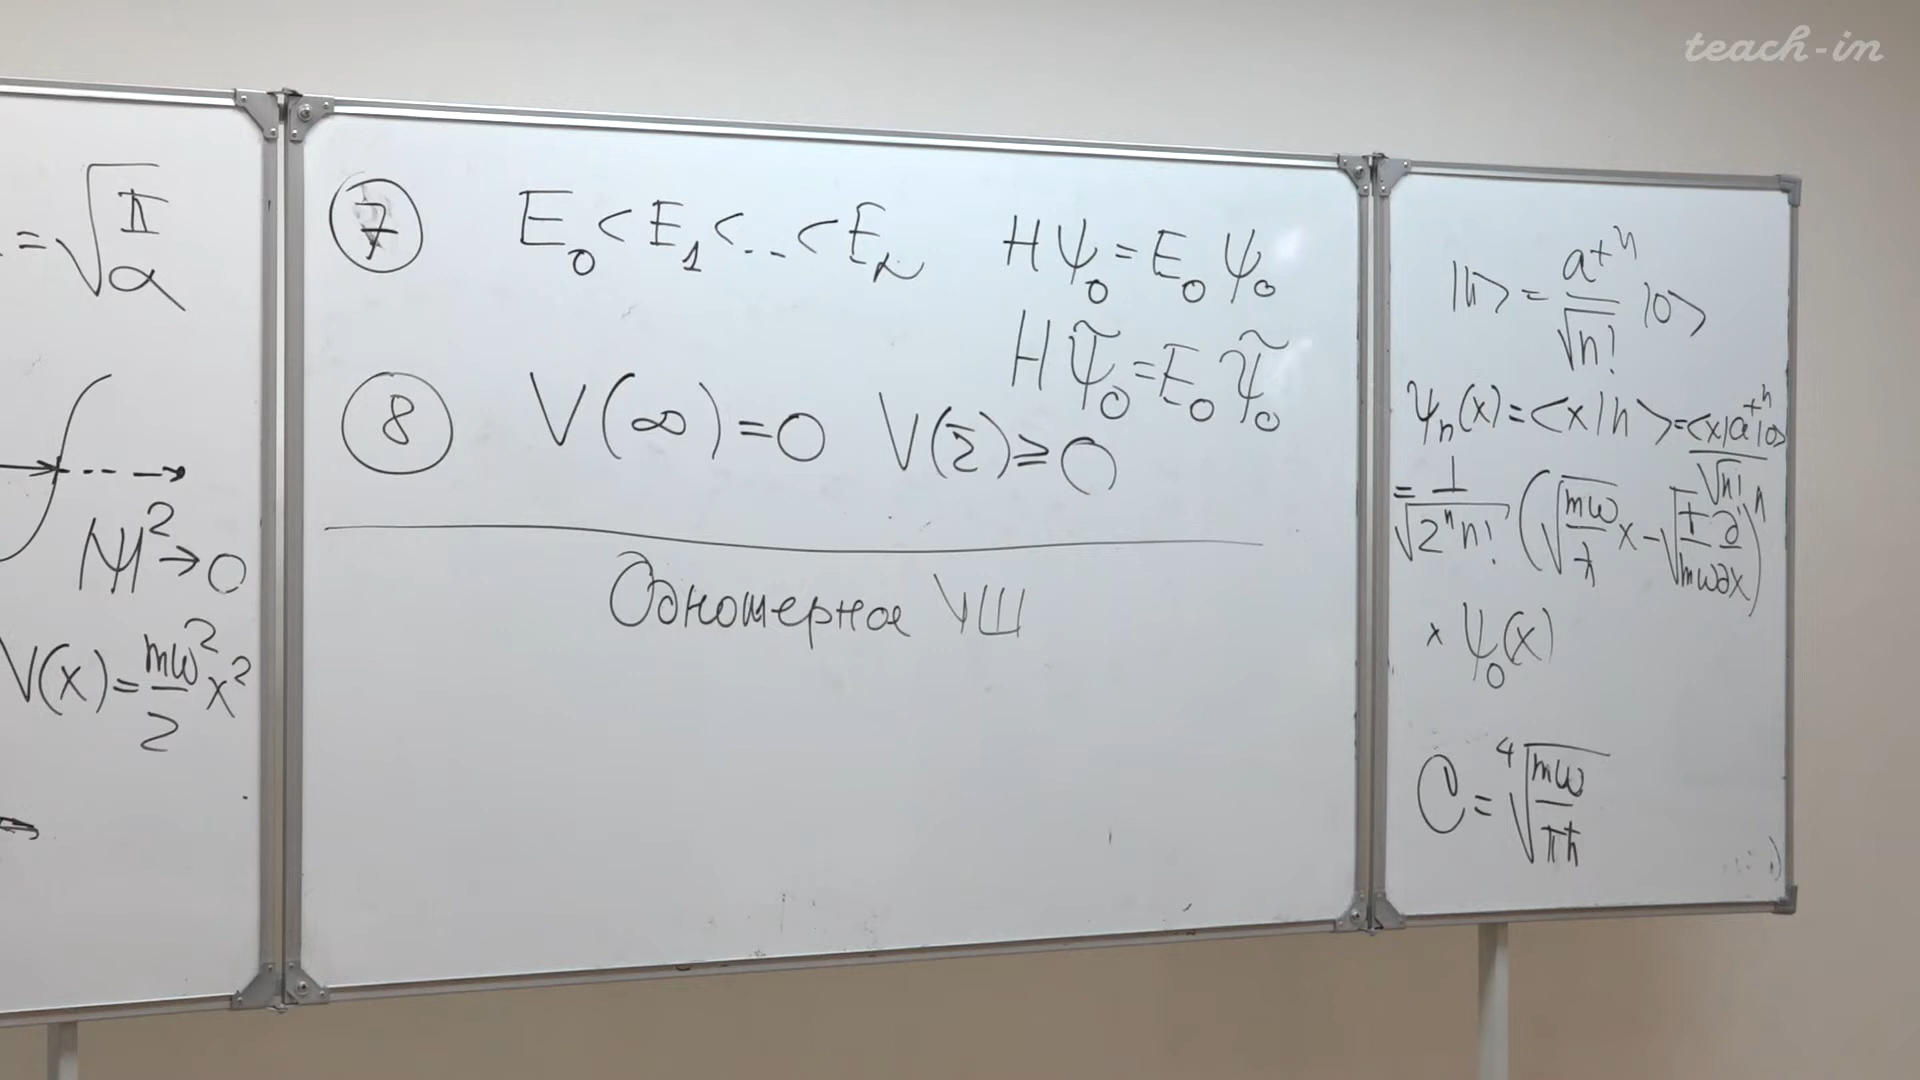 teach-in
= √(π/α)
|ψ|² → 0
V(x) = mω²/2 x²
⑦ E₀ < E₁ < ... < Eₙ
Hψ₀ = E₀ψ₀
Hψ̃₀ = E₀ψ̃₀
⑧ V(∞) = 0 V(r̄) ≥ 0
Одномерное УШ
|n> = a⁺ⁿ/√n! |0>
ψₙ(x) = <x|n> = <x|a⁺ⁿ|0>/√n!
= 1/√(2ⁿn!) (√(mω/ħ) x − √(ħ/mω) ∂/∂x)ⁿ
× ψ₀(x)
C = ⁴√(mω/πħ)